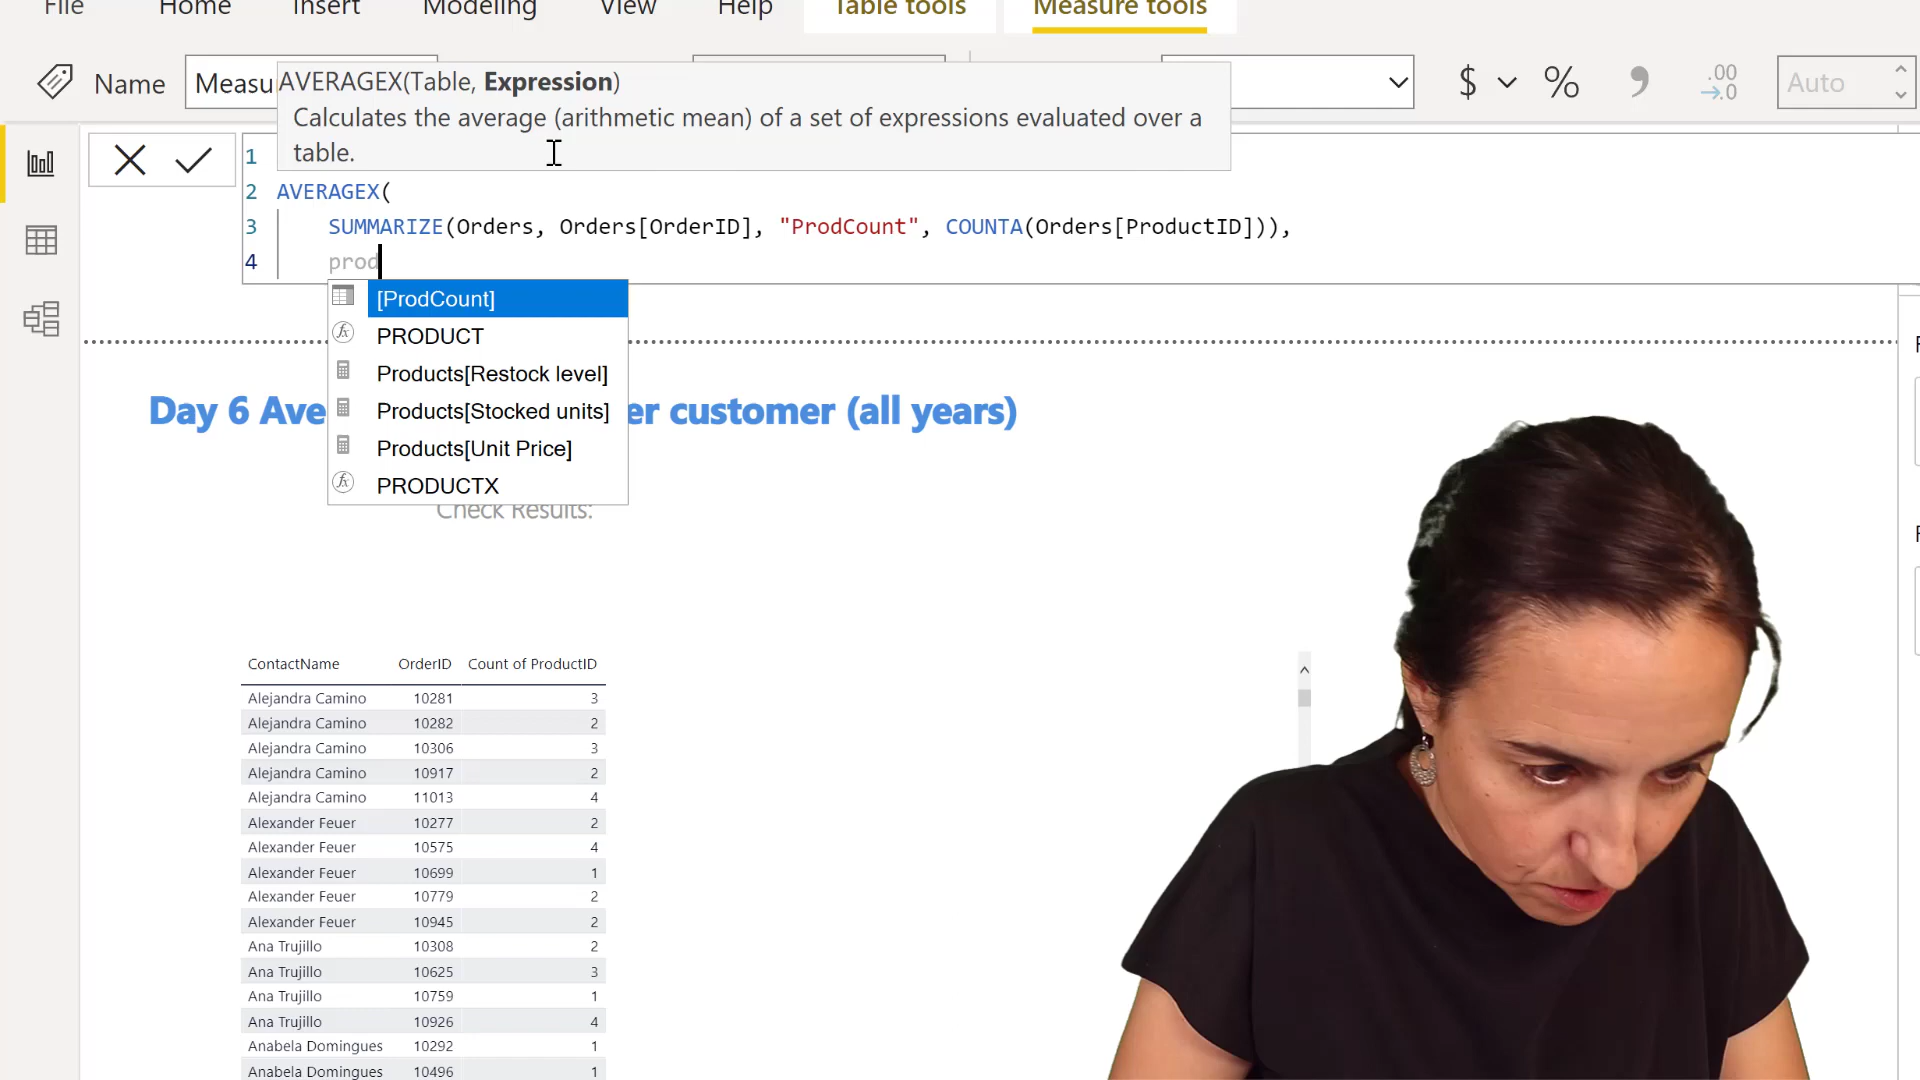 File Home Insert Modeling View Help Table tools Measure tools
Name
$ % .00 .0 Auto
AVERAGEX(Table, Expression)
Calculates the average (arithmetic mean) of a set of expressions evaluated over a
table.
1
2 AVERAGEX(
3 SUMMARIZE(Orders, Orders[OrderID], "ProdCount", COUNTA(Orders[ProductID])),
4 prod
[ProdCount]
PRODUCT
Products[Restock level]
Products[Stocked units]
Products[Unit Price]
PRODUCTX
Day 6 Ave er customer (all years)
Check Results:
ContactName OrderID Count of ProductID
Alejandra Camino 10281 3
Alejandra Camino 10282 2
Alejandra Camino 10306 3
Alejandra Camino 10917 2
Alejandra Camino 11013 4
Alexander Feuer 10277 2
Alexander Feuer 10575 4
Alexander Feuer 10699 1
Alexander Feuer 10779 2
Alexander Feuer 10945 2
Ana Trujillo 10308 2
Ana Trujillo 10625 3
Ana Trujillo 10759 1
Ana Trujillo 10926 4
Anabela Domingues 10292 1
Anabela Domingues 10496 1